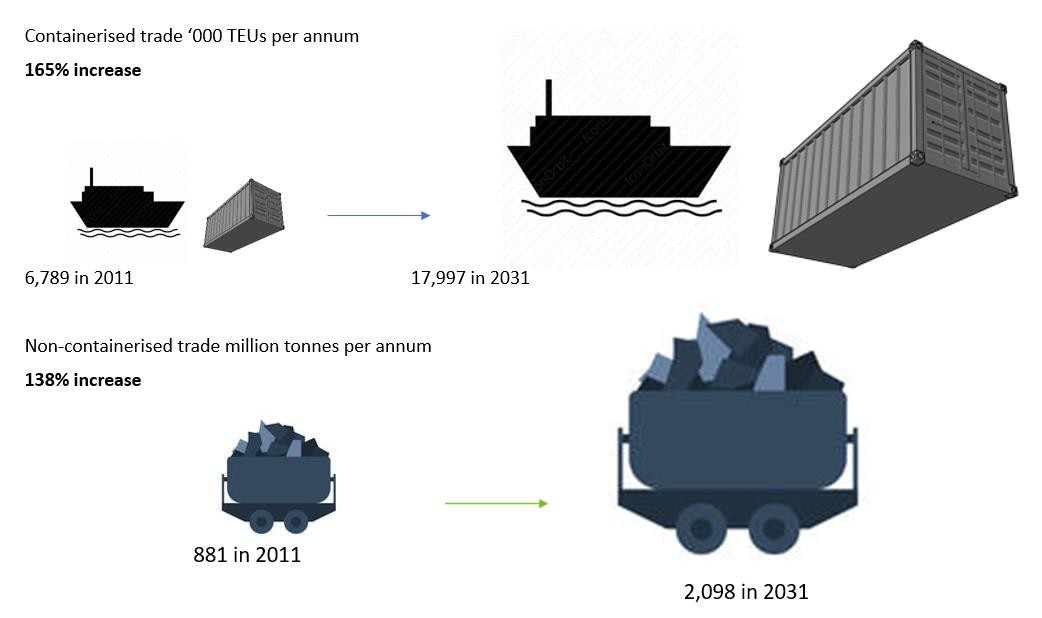 Containerised trade ‘000 TEUs per annum
165% increase
6,789 in 2011
17,997 in 2031
Non-containerised trade million tonnes per annum
138% increase
881 in 2011
2,098 in 2031